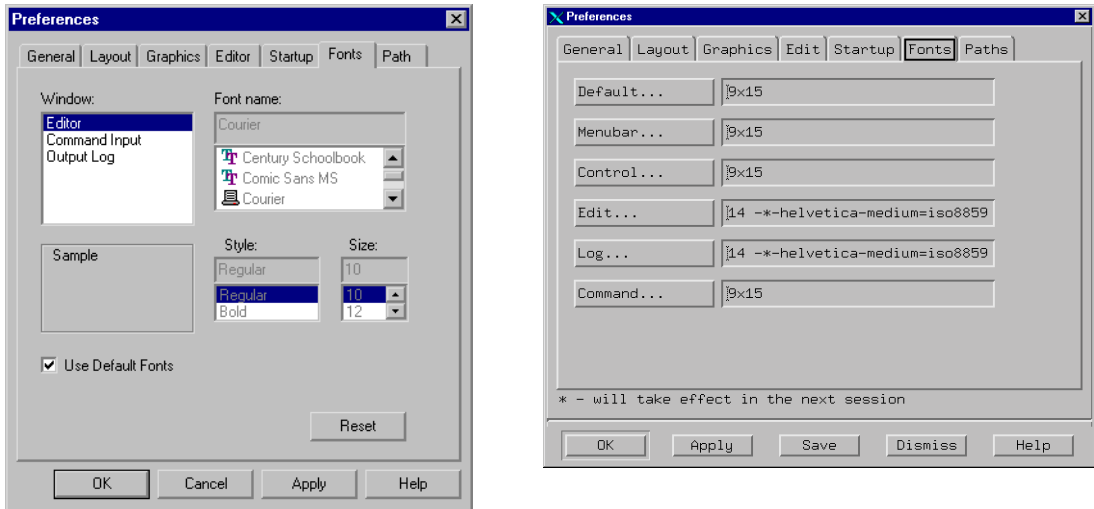 Preferences
General Layout Graphics Editor Startup Fonts Path
Window:
Editor
Command Input
Output Log
Font name:
Courier
Century Schoolbook
Comic Sans MS
Courier
Sample
Style:
Regular
Regular
Bold
Size:
10
10
12
Use Default Fonts
Reset
OK Cancel Apply Help
Preferences
General Layout Graphics Edit Startup Fonts Paths
Default... 9x15
Menubar... 9x15
Control... 9x15
Edit... 14 -*-helvetica-medium=iso8859
Log... 14 -*-helvetica-medium=iso8859
Command... 9x15
* - will take effect in the next session
OK Apply Save Dismiss Help